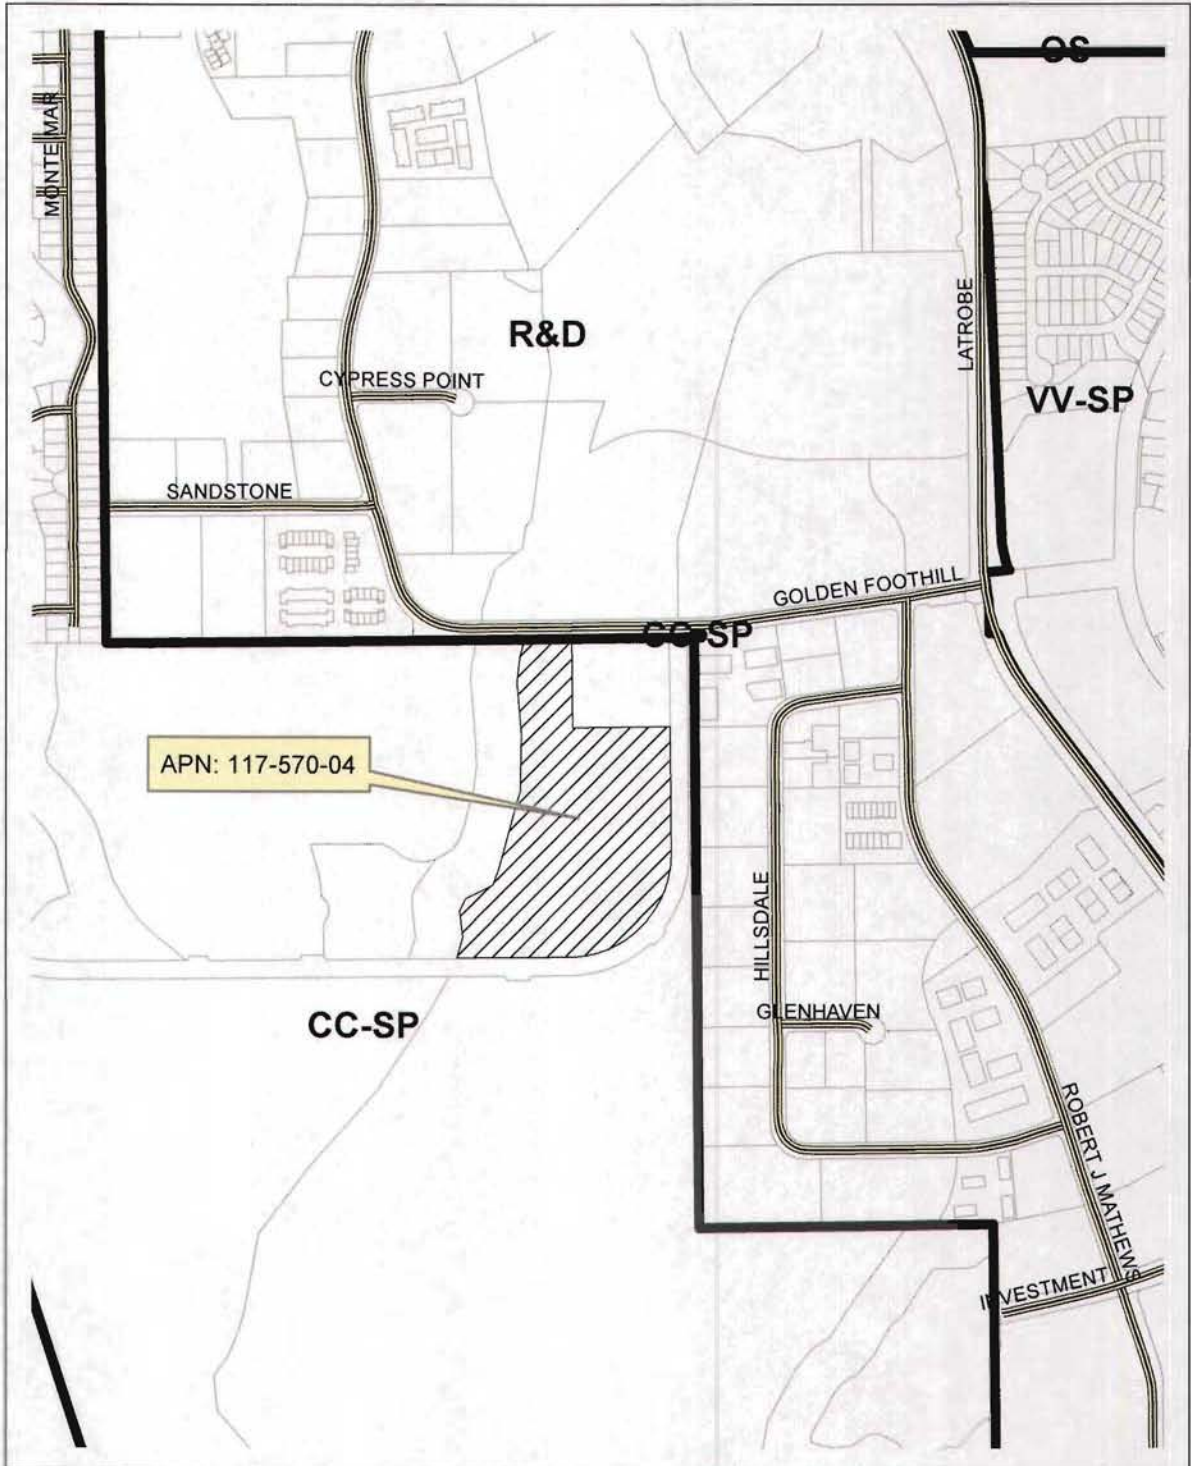 OS
MONTE MAR
LATROBE
R&D
CYPRESS POINT
VV-SP
SANDSTONE
GOLDEN FOOTHILL
CC-SP
APN: 117-570-04
HILLSDALE
GLENHAVEN
CC-SP
ROBERT J MATHEWS
INVESTMENT